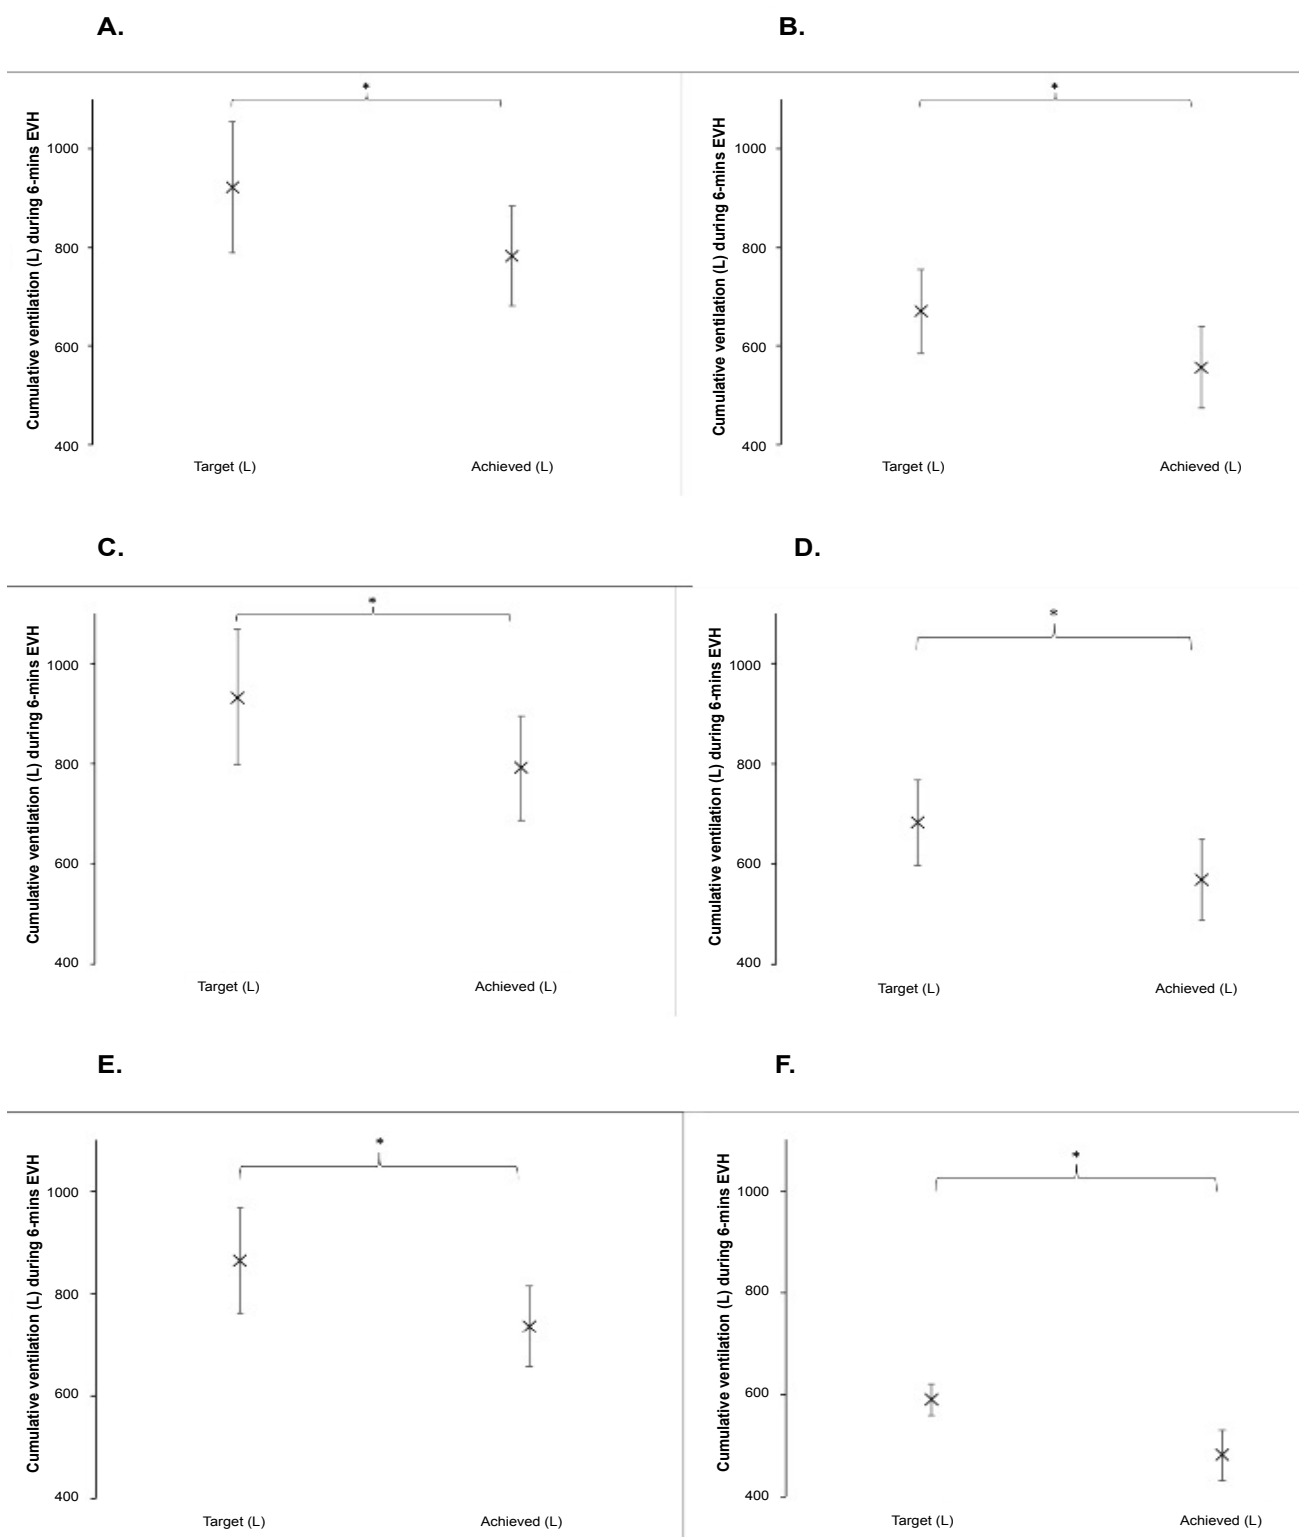 A.
B.
Cumulative ventilation (L) during 6-mins EVH
1000
800
600
400
*
Target (L)
Achieved (L)
Cumulative ventilation (L) during 6-mins EVH
1000
800
600
400
*
Target (L)
Achieved (L)
C.
D.
Cumulative ventilation (L) during 6-mins EVH
1000
800
600
400
*
Target (L)
Achieved (L)
Cumulative ventilation (L) during 6-mins EVH
1000
800
600
400
*
Target (L)
Achieved (L)
E.
F.
Cumulative ventilation (L) during 6-mins EVH
1000
800
600
400
*
Target (L)
Achieved (L)
Cumulative ventilation (L) during 6-mins EVH
1000
800
600
400
*
Target (L)
Achieved (L)